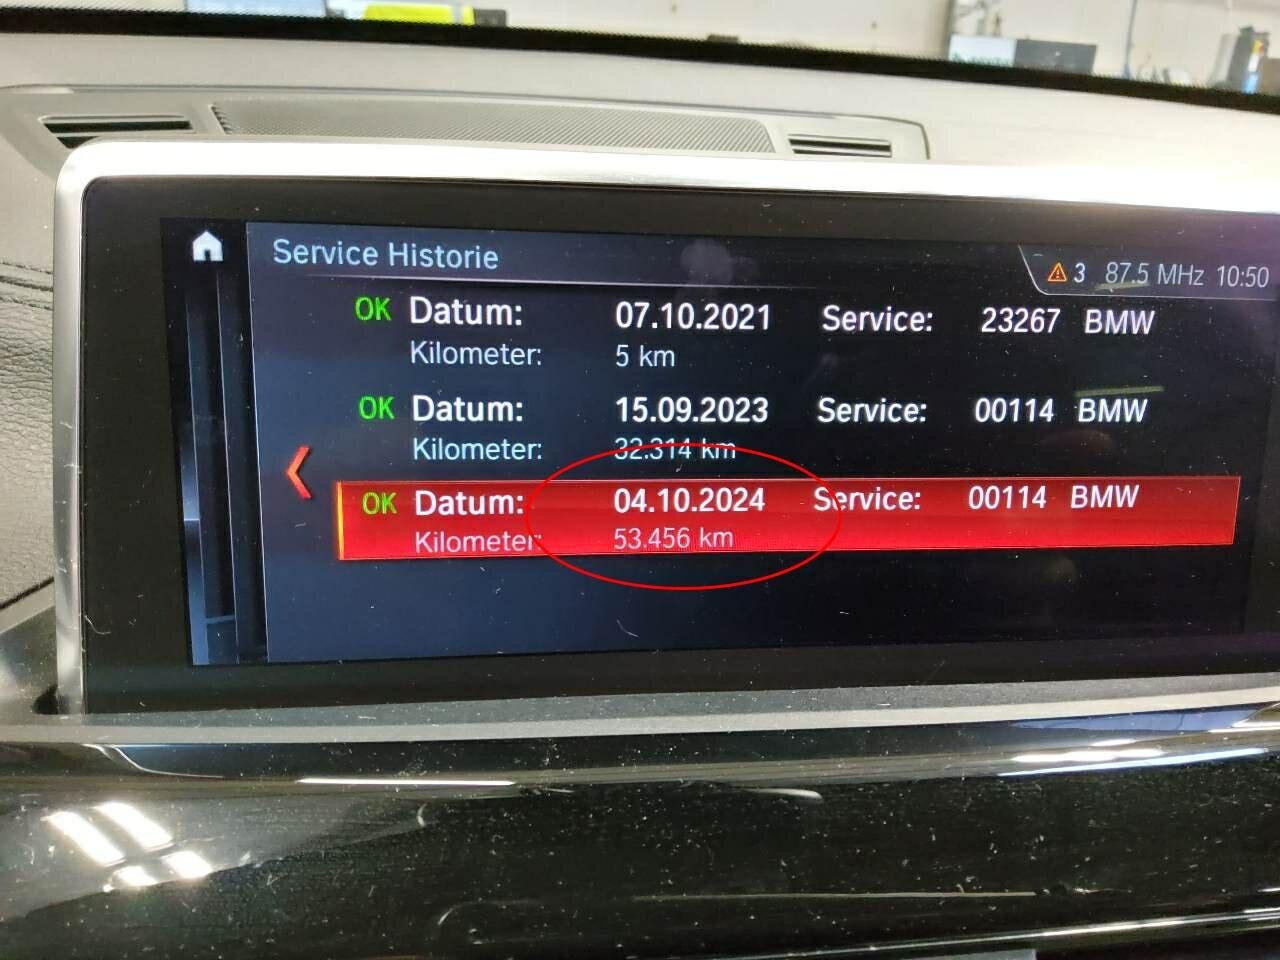 Service Historie
3 87.5 MHz 10:50
OK Datum: 07.10.2021 Service: 23267 BMW
Kilometer: 5 km
OK Datum: 15.09.2023 Service: 00114 BMW
Kilometer: 32.314 km
OK Datum: 04.10.2024 Service: 00114 BMW
Kilometer: 53.456 km